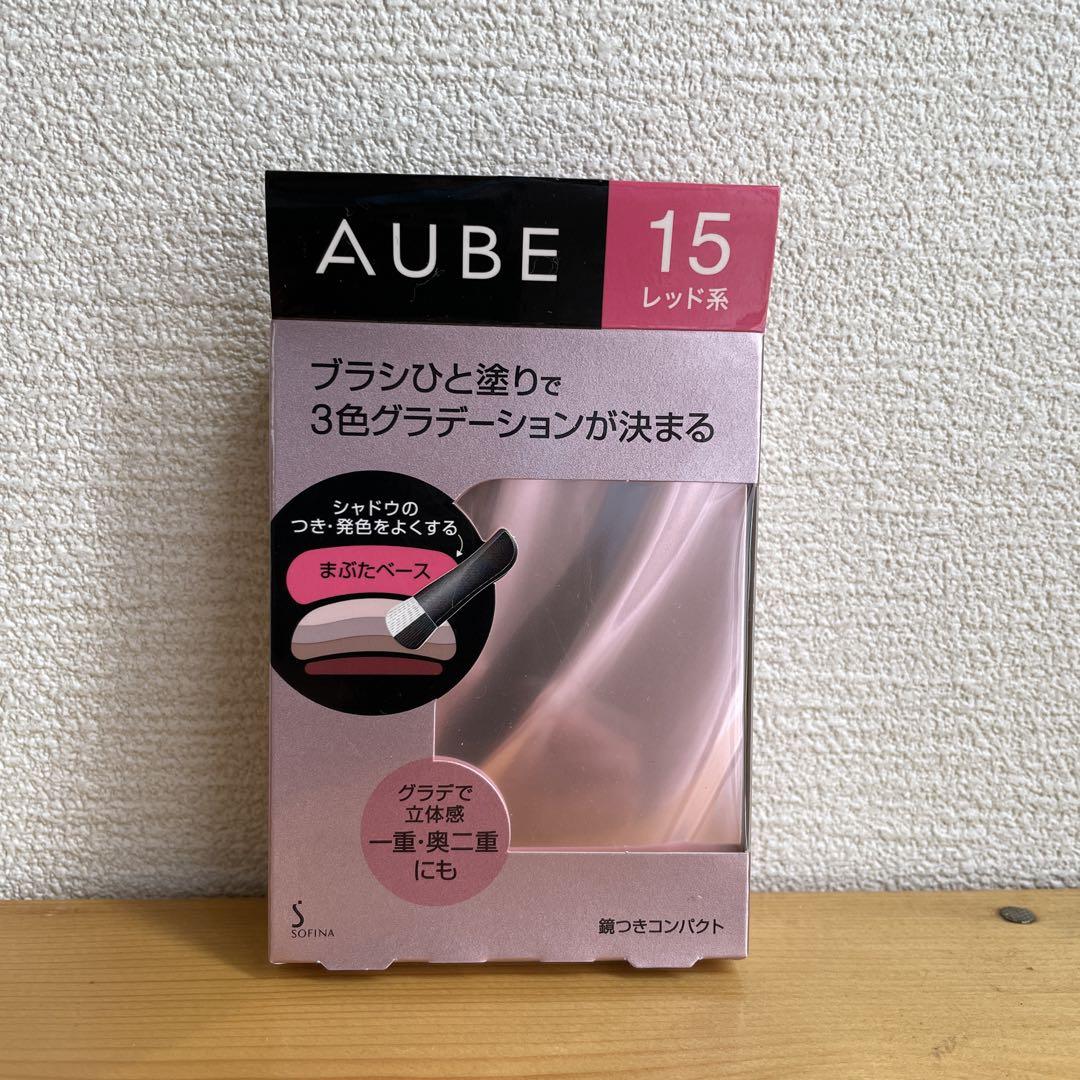 AUBE
15
レッド系
ブラシひと塗りで
3色グラデーションが決まる
シャドウの
つき・発色をよくする
まぶたベース
グラデで
立体感
一重・奥二重
にも
SOFINA
鏡つきコンパクト